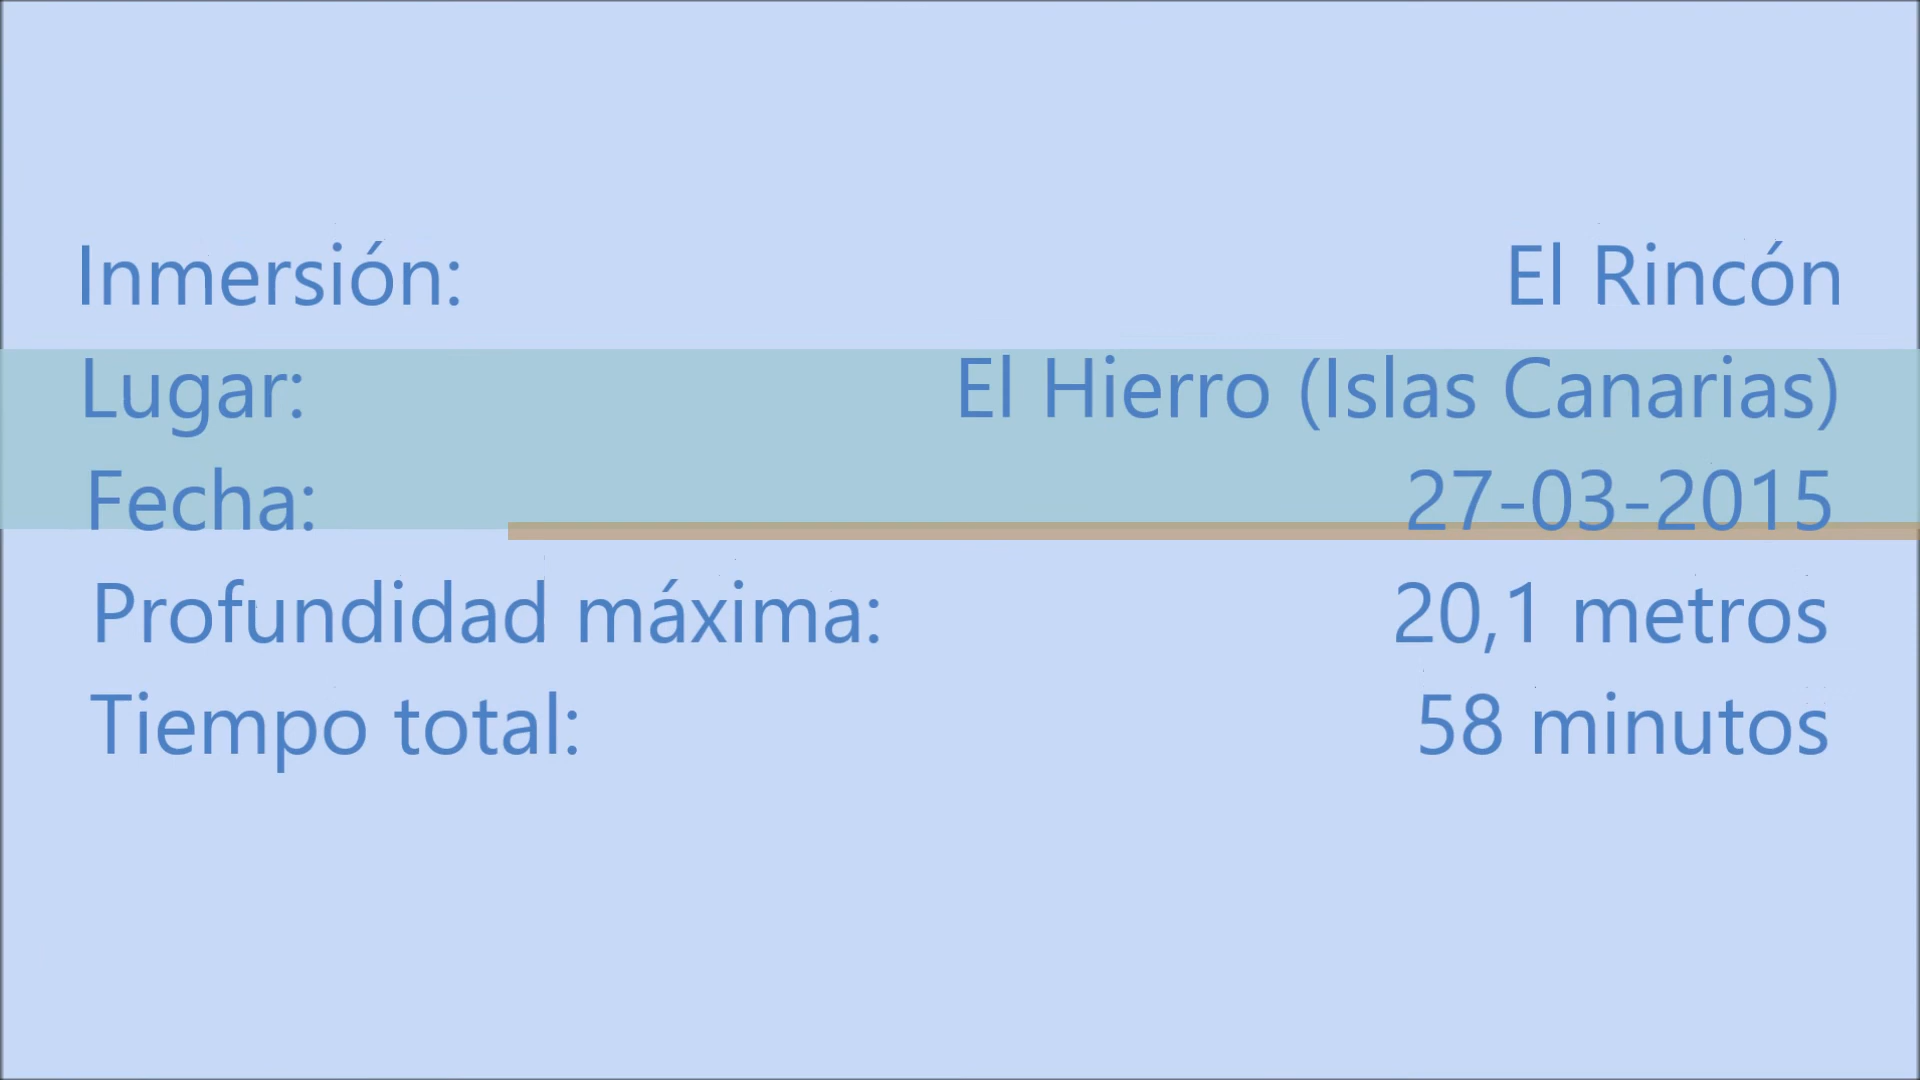 Inmersión: El Rincón
Lugar: El Hierro (Islas Canarias)
Fecha: 27-03-2015
Profundidad máxima: 20,1 metros
Tiempo total: 58 minutos